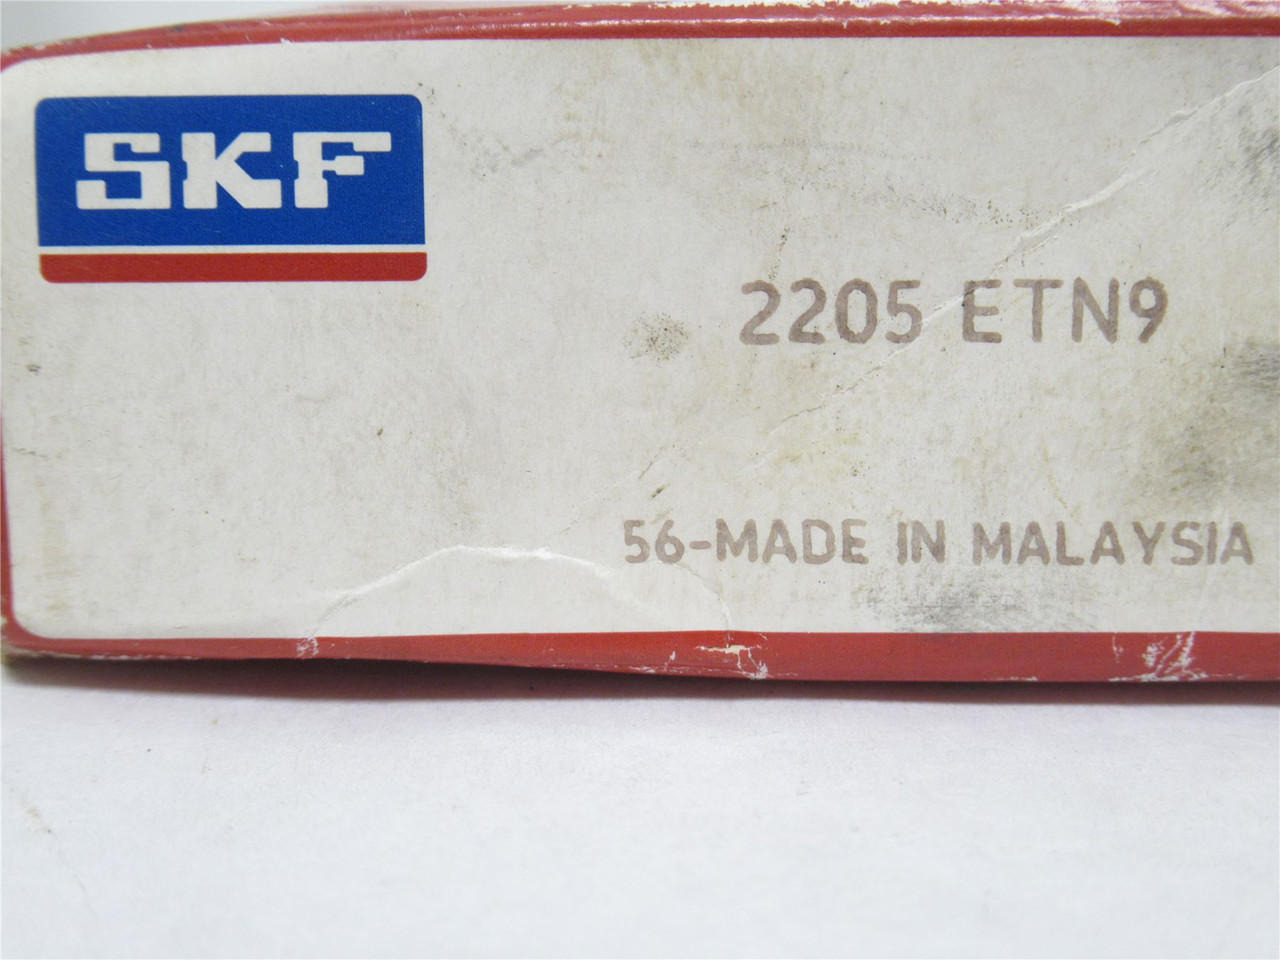 SKF
2205 ETN9
56-MADE IN MALAYSIA